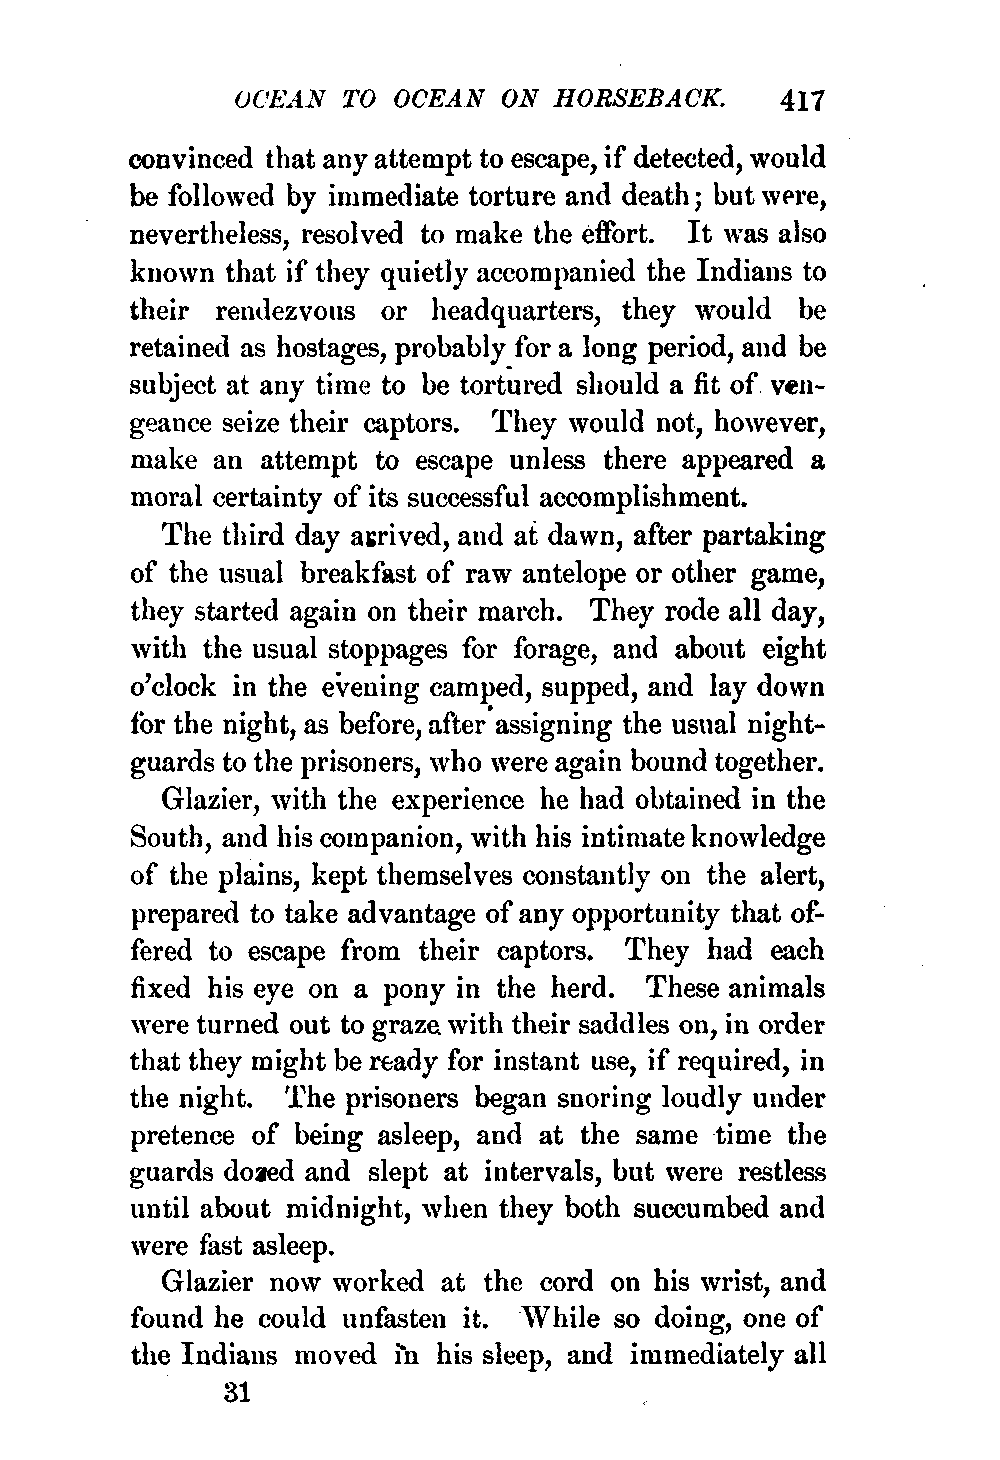 OCEAN TO OCEAN ON HORSEBACK. 417
convinced that any attempt to escape, if detected, would
be followed by immediate torture and death; but were,
nevertheless, resolved to make the effort. It was also
known that if they quietly accompanied the Indians to
their rendezvous or headquarters, they would be
retained as hostages, probably for a long period, and be
subject at any time to be tortured should a fit of ven-
geance seize their captors. They would not, however,
make an attempt to escape unless there appeared a
moral certainty of its successful accomplishment.
The third day arrived, and at dawn, after partaking
of the usual breakfast of raw antelope or other game,
they started again on their march. They rode all day,
with the usual stoppages for forage, and about eight
o'clock in the evening camped, supped, and lay down
for the night, as before, after assigning the usual night-
guards to the prisoners, who were again bound together.
Glazier, with the experience he had obtained in the
South, and his companion, with his intimate knowledge
of the plains, kept themselves constantly on the alert,
prepared to take advantage of any opportunity that of-
fered to escape from their captors. They had each
fixed his eye on a pony in the herd. These animals
were turned out to graze with their saddles on, in order
that they might be ready for instant use, if required, in
the night. The prisoners began snoring loudly under
pretence of being asleep, and at the same time the
guards dozed and slept at intervals, but were restless
until about midnight, when they both succumbed and
were fast asleep.
Glazier now worked at the cord on his wrist, and
found he could unfasten it. While so doing, one of
the Indians moved in his sleep, and immediately all
31